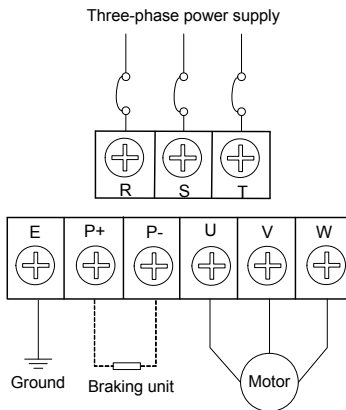 Three-phase power supply
R S T
E P+ P- U V W
Ground Braking unit Motor